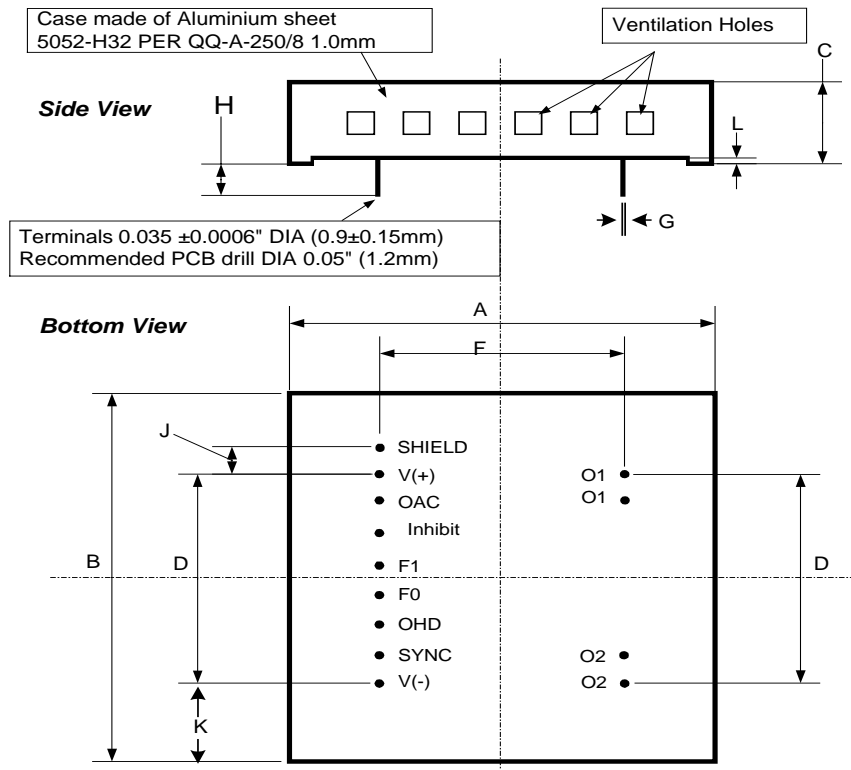 Case made of Aluminium sheet
5052-H32 PER QQ-A-250/8 1.0mm
Ventilation Holes
C
Side View
H
L
G
Terminals 0.035 ±0.0006" DIA (0.9±0.15mm)
Recommended PCB drill DIA 0.05" (1.2mm)
Bottom View
A
F
J
SHIELD
V(+)
O1
OAC
O1
Inhibit
B
D
F1
D
F0
OHD
SYNC
O2
V(-)
O2
K